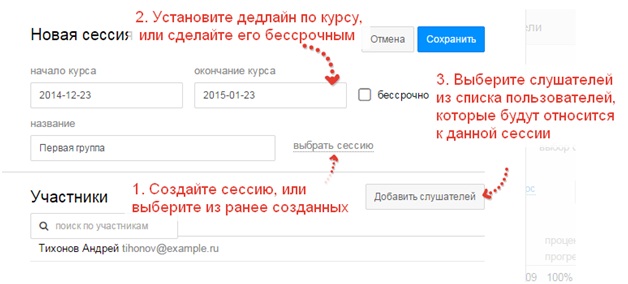 2. Установите дедлайн по курсу,
или сделайте его бессрочным
Новая сессия
Отмена
Сохранить
начало курса
окончание курса
2014-12-23
2015-01-23
бессрочно
название
Первая группа
выбрать сессию
3. Выберите слушателей
из списка пользователей,
которые будут относится
к данной сессии
1. Создайте сессию, или
выберите из ранее созданных
Участники
Добавить слушателей
поиск по участникам
Тихонов Андрей tihonov@example.ru
процен
прогре
09 100%